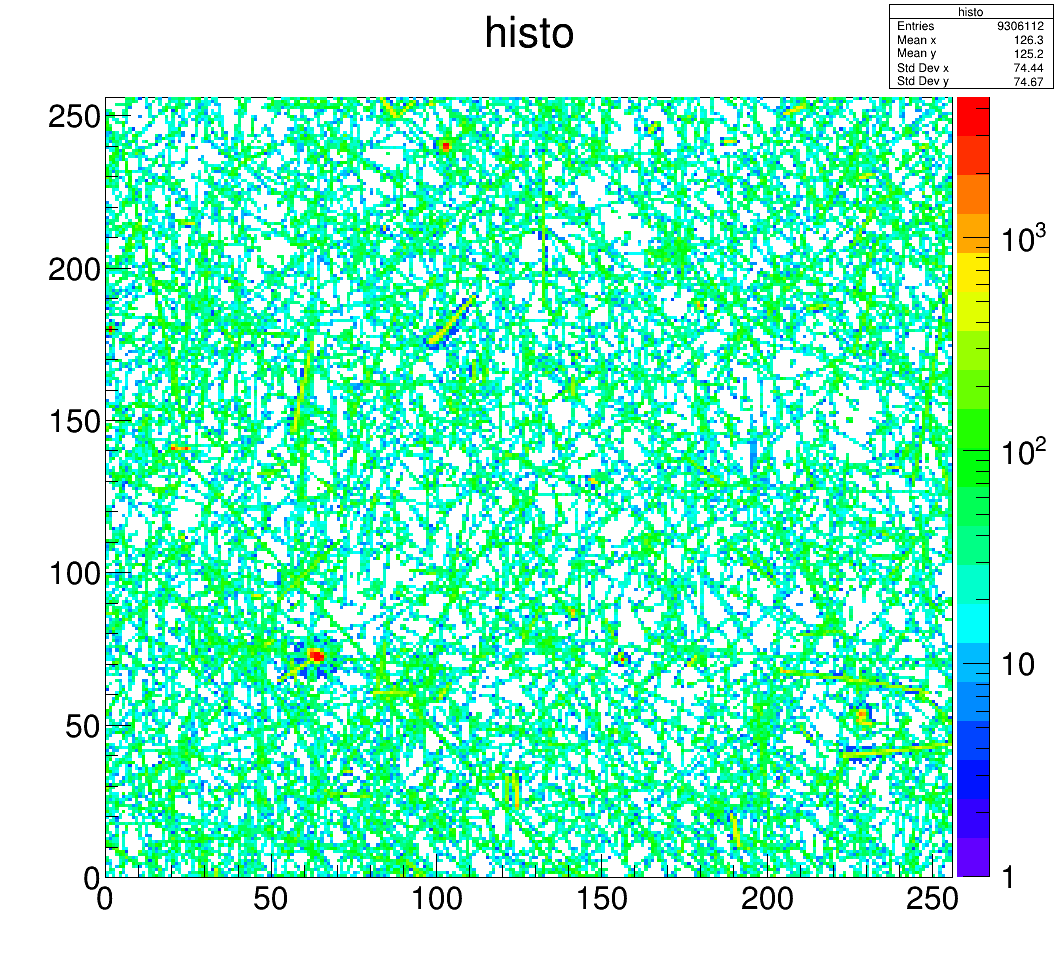 histo
histo
Entries 9306112
Mean x 126.3
Mean y 125.2
Std Dev x 74.44
Std Dev y 74.67
250
200
150
100
50
0
0 50 100 150 200 250
10³
10²
10
1